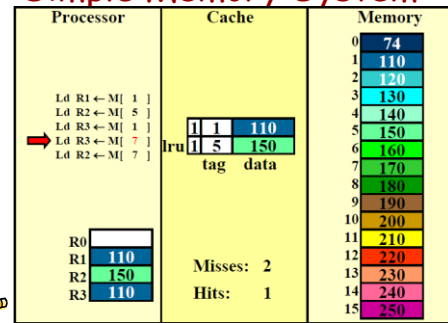 Simple Memory System
Processor
Ld R1 ← M[ 1 ]
Ld R2 ← M[ 5 ]
Ld R3 ← M[ 1 ]
Ld R3 ← M[ 7 ]
Ld R2 ← M[ 7 ]
R0
R1 110
R2 150
R3 110
Cache
1 1 110
lru 1 5 150
tag data
Misses: 2
Hits: 1
Memory
0 74
1 110
2 120
3 130
4 140
5 150
6 160
7 170
8 180
9 190
10 200
11 210
12 220
13 230
14 240
15 250